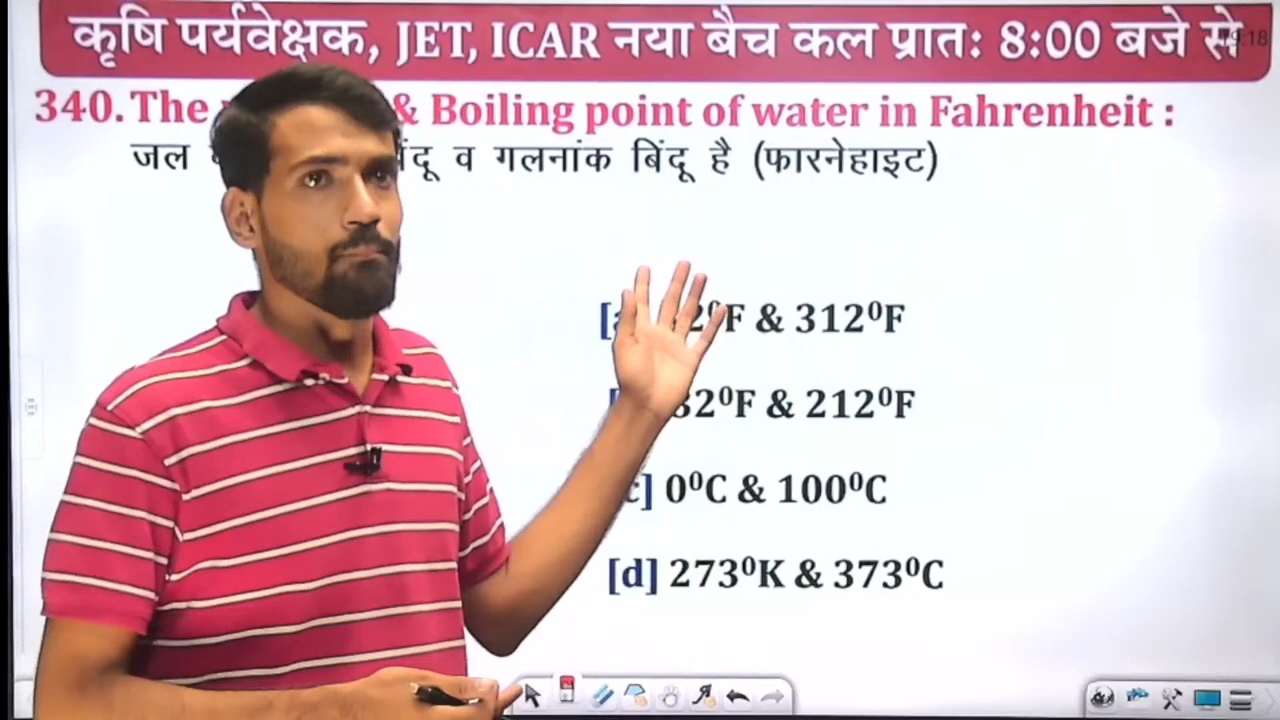 कृषि पर्यवेक्षक, JET, ICAR नया बैच कल प्रातः 8:00 बजे से
340. The & Boiling point of water in Fahrenheit :
जल व गलनांक बिंदू है (फारनेहाइट)
2⁰F & 312⁰F
32⁰F & 212⁰F
c] 0⁰C & 100⁰C
[d] 273⁰K & 373⁰C